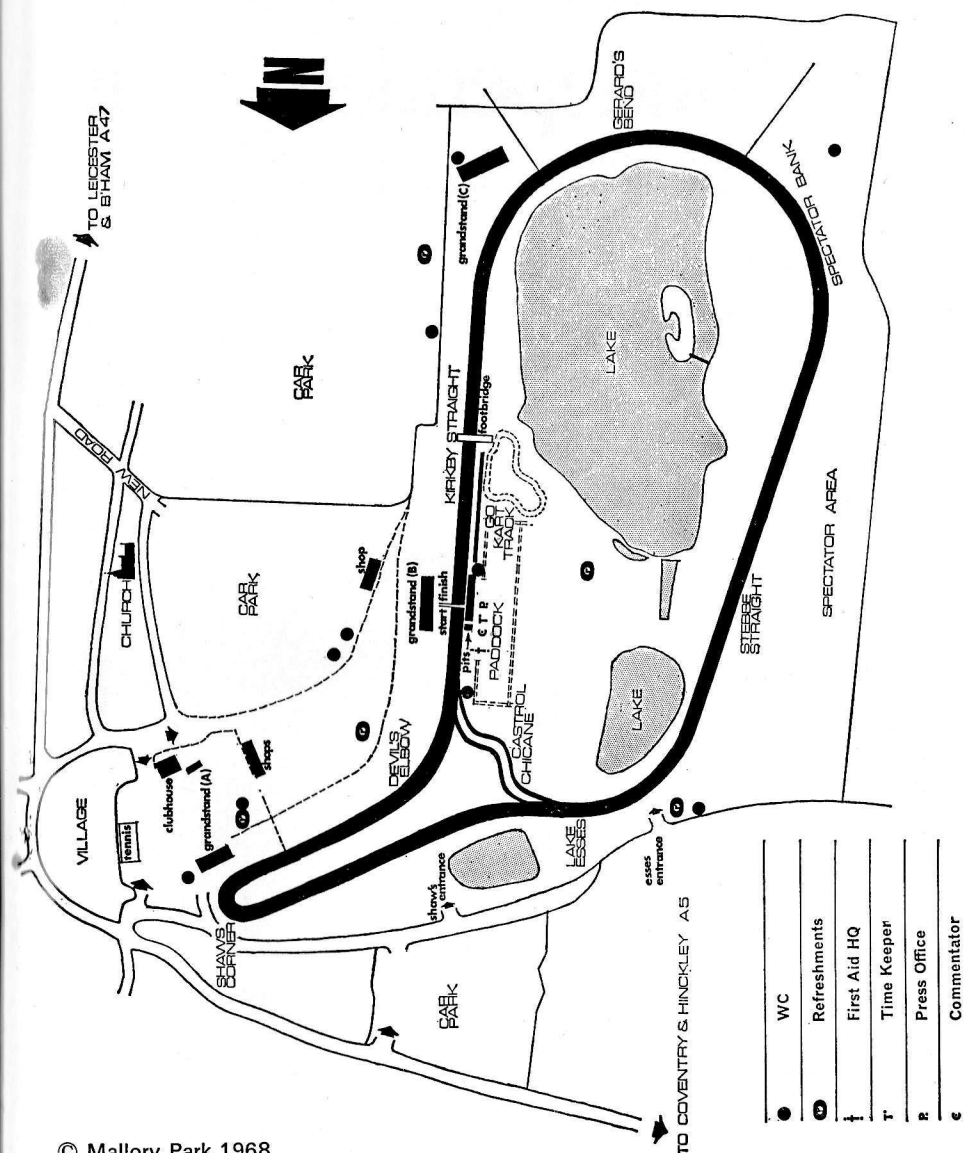 N
TO LEICESTER
& B'HAM A47
NEW ROAD
CHURCH
CAR
PARK
CAR
PARK
VILLAGE
tennis
clubhouse
grandstand (A)
shops
shop
SHAWS
CORNER
DEVIL'S
ELBOW
grandstand (B)
start finish
KIRKBY STRAIGHT
footbridge
grandstand (C)
GERARD'S
BEND
SPECTATOR BANK
LAKE
GO
KART
TRACK
pits
PADDOCK
CASTROL
CHICANE
LAKE
STEBBE
STRAIGHT
SPECTATOR AREA
LAKE
ESSES
esses
entrance
shaw's
entrance
CAR
PARK
TO COVENTRY & HINCKLEY A5
WC
Refreshments
First Aid HQ
T Time Keeper
P. Press Office
c Commentator
© Mallory Park 1968